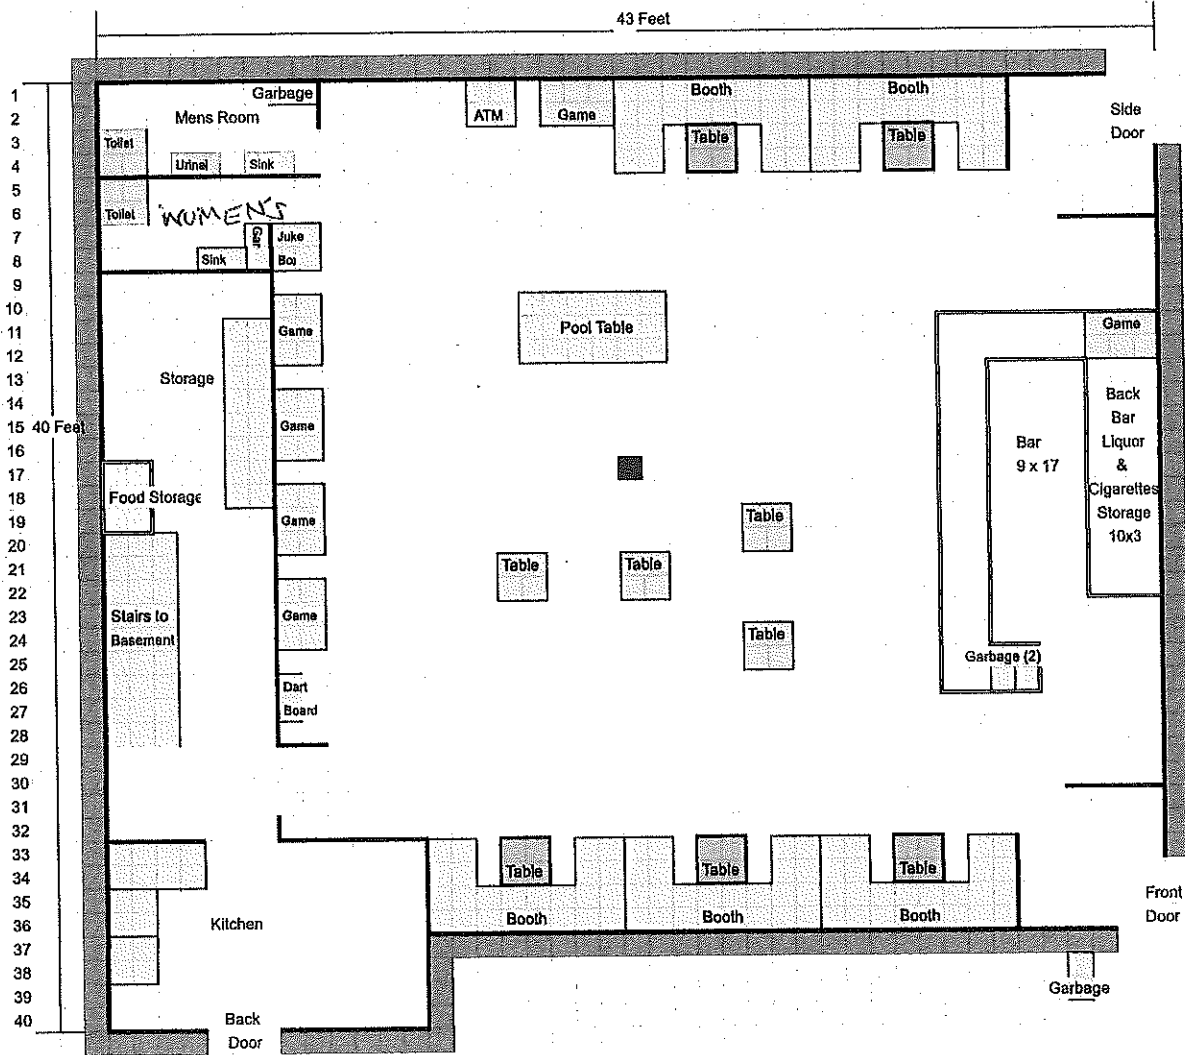 43 Feet
1
2
3
4
5
6
7
8
9
10
11
12
13
14
15
16
17
18
19
20
21
22
23
24
25
26
27
28
29
30
31
32
33
34
35
36
37
38
39
40
40 Feet
Garbage
Mens Room
Toilet
Urinal
Sink
Toilet
WOMENS
Gar
Sink
Juke
Box
ATM
Game
Booth
Table
Booth
Table
Side
Door
Game
Pool Table
Storage
Game
Game
Game
Food Storage
Stairs to
Basement
Dart
Board
Table
Table
Table
Table
Game
Bar
9 x 17
Back
Bar
Liquor
&
Cigarettes
Storage
10x3
Garbage (2)
Table
Booth
Table
Booth
Table
Booth
Front
Door
Kitchen
Back
Door
Garbage